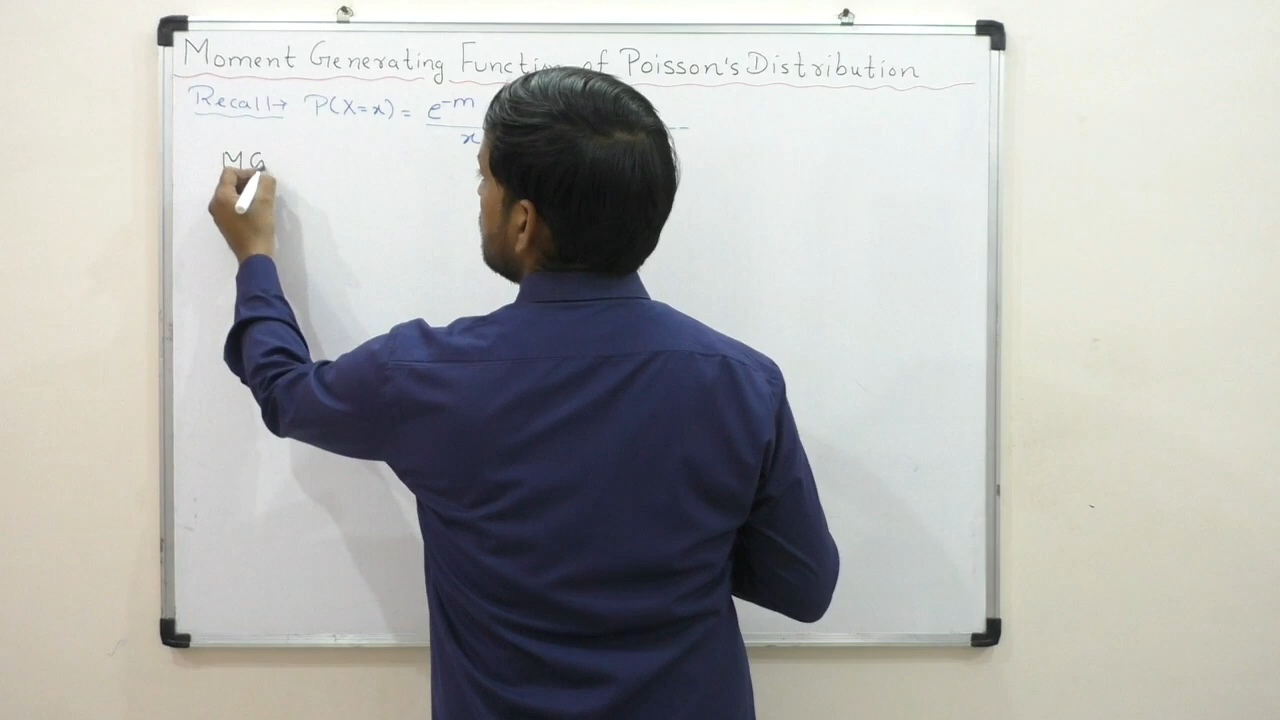 Moment Generating Function of Poisson's Distribution
Recall→ P(X=x) = e^-m
x
MG